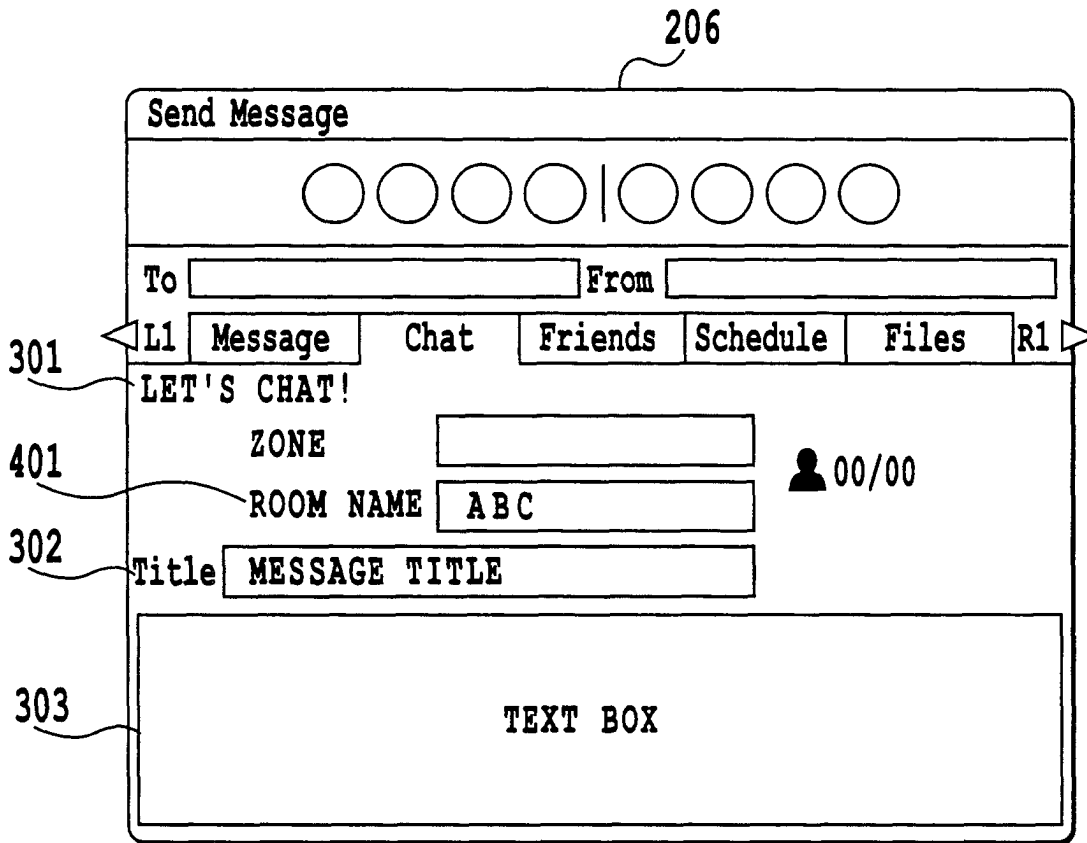 206
Send Message
To From
L1 Message Chat Friends Schedule Files R1
301
LET'S CHAT!
ZONE
00/00
401
ROOM NAME ABC
302
Title MESSAGE TITLE
303
TEXT BOX